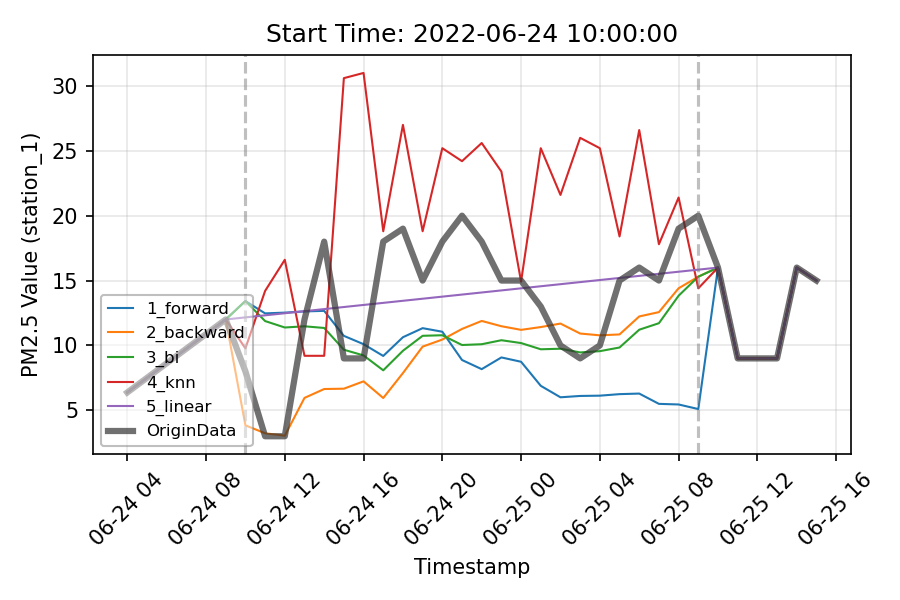 Start Time: 2022-06-24 10:00:00
PM2.5 Value (station_1)
30
25
20
15
10
5
1_forward
2_backward
3_bi
4_knn
5_linear
OriginData
06-24 04
06-24 08
06-24 12
06-24 16
06-24 20
06-25 00
06-25 04
06-25 08
06-25 12
06-25 16
Timestamp